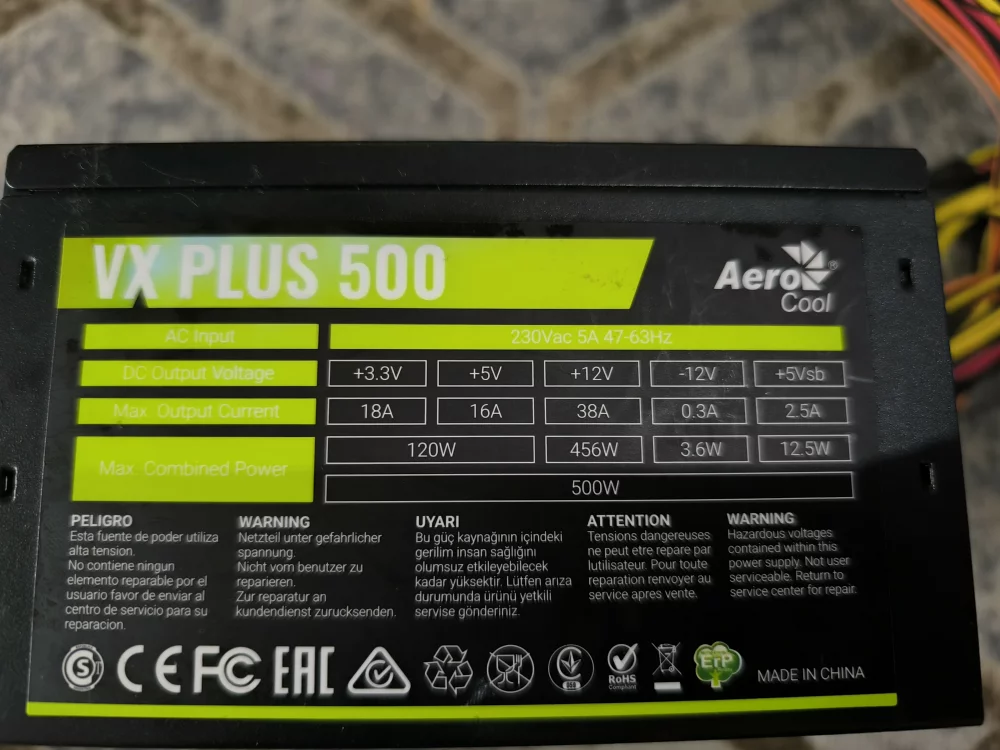 VX PLUS 500
Aero
Cool
AC Input 230Vac 5A 47-63Hz
DC Output Voltage +3.3V +5V +12V -12V +5Vsb
Max. Output Current 18A 16A 38A 0.3A 2.5A
Max. Combined Power 120W 456W 3.6W 12.5W
500W
PELIGRO
Esta fuente de poder utiliza
alta tension.
No contiene ningun
elemento reparable por el
usuario favor de enviar al
centro de servicio para su
reparacion.
WARNING
Netzteil unter gefahrlicher
spannung.
Nicht vom benutzer zu
reparieren.
Zur reparatur an
kundendienst zurucksenden.
UYARI
Bu güç kaynağının içindeki
gerilim insan sağlığını
olumsuz etkileyebilecek
kadar yüksektir. Lütfen arıza
durumunda ürünü yetkili
servise gönderiniz.
ATTENTION
Tensions dangereuses
ne peut etre repare par
lutilisateur. Pour toute
reparation renvoyer au
service apres vente.
WARNING
Hazardous voltages
contained within this
power supply. Not user
serviceable. Return to
service center for repair.
CE FC EAC
RoHS
Compliant
ErP
MADE IN CHINA